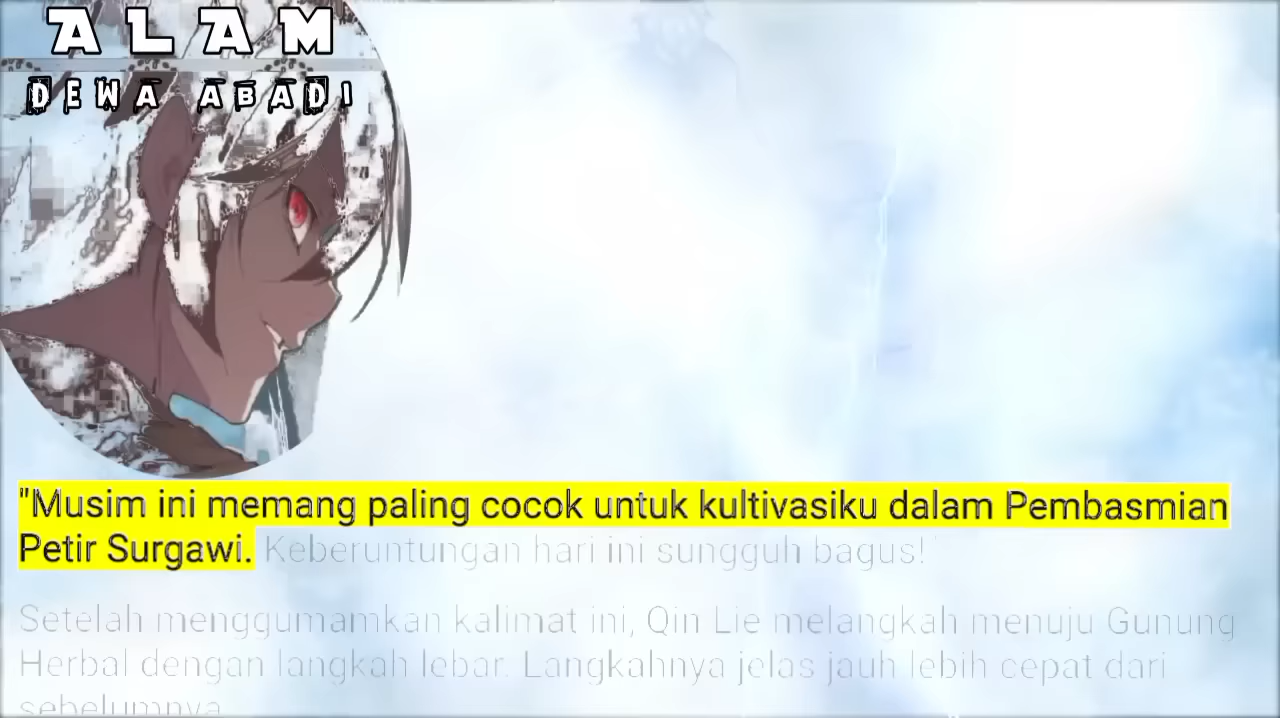 ALAM
DEWA ABADI
"Musim ini memang paling cocok untuk kultivasiku dalam Pembasmian
Petir Surgawi. Keberuntungan hari ini sungguh bagus!"
Setelah menggumamkan kalimat ini, Qin Lie melangkah menuju Gunung
Herbal dengan langkah lebar. Langkahnya jelas jauh lebih cepat dari
sebelumnya.